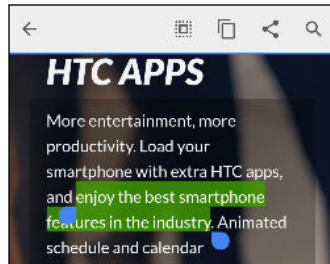 HTC APPS
More entertainment, more
productivity. Load your
smartphone with extra HTC apps,
and enjoy the best smartphone
features in the industry. Animated
schedule and calendar